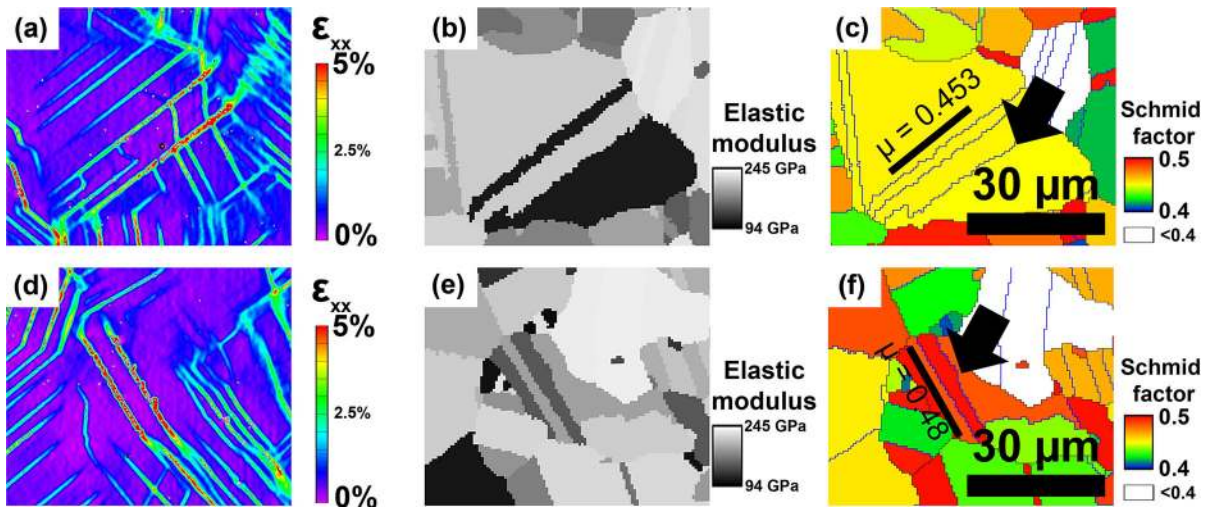 (a)
εxx
5%
2.5%
0%
(b)
Elastic
modulus
245 GPa
94 GPa
(c)
μ = 0.453
30 μm
Schmid
factor
0.5
0.4
<0.4
(d)
εxx
5%
2.5%
0%
(e)
Elastic
modulus
245 GPa
94 GPa
(f)
μ = 0.48
30 μm
Schmid
factor
0.5
0.4
<0.4